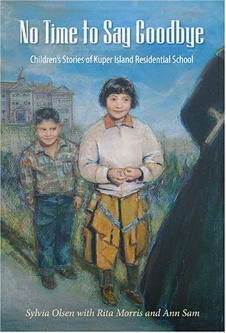 No Time to Say Goodbye
Children's Stories of Kuper Island Residential School
Sylvia Olsen with Rita Morris and Ann Sam